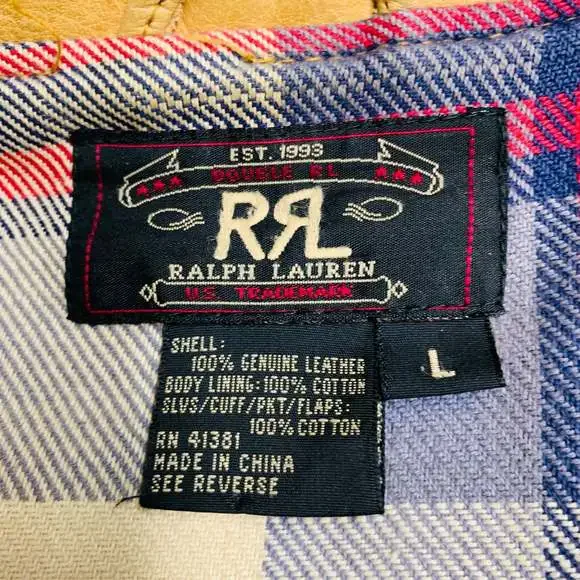 EST. 1993
DOUBLE RL
RRL
RALPH LAUREN
U.S. TRADEMARK
SHELL:
100% GENUINE LEATHER
BODY LINING: 100% COTTON
SLVS/CUFF/PKT/FLAPS:
100% COTTON
RN 41381
MADE IN CHINA
SEE REVERSE
L